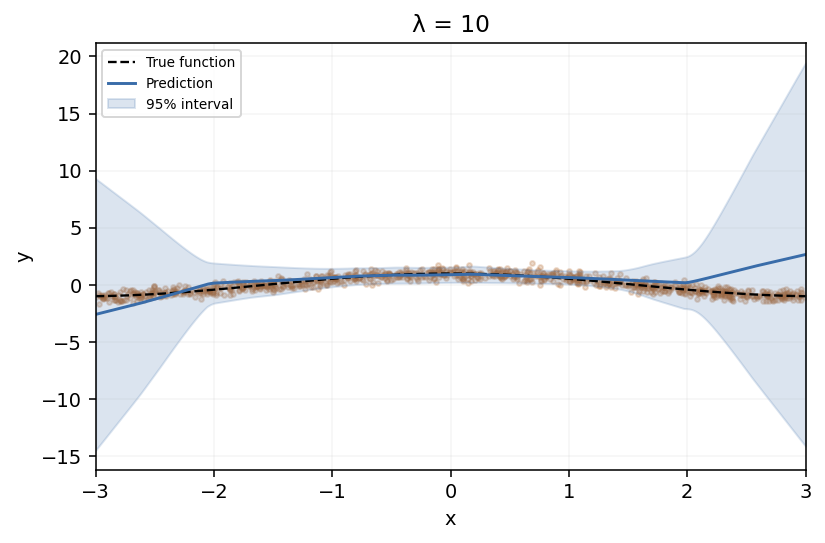 λ = 10
True function
Prediction
95% interval
y
20
15
10
5
0
−5
−10
−15
−3 −2 −1 0 1 2 3
x